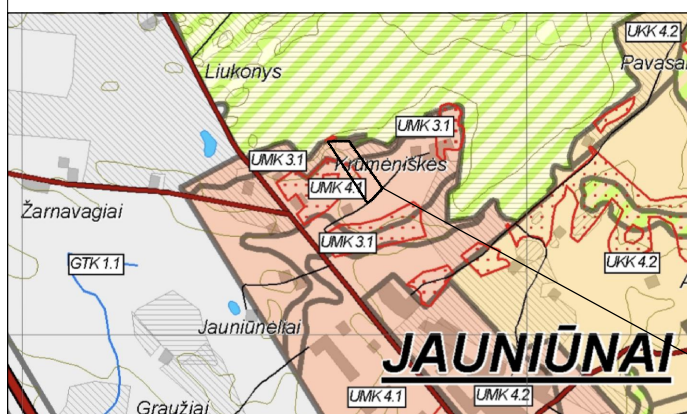 UKK 4.2
Pavasa
Liukonys
UMK 3.1
UMK 3.1
Krūmeniškės
UMK 4.1
Žarnavagiai
UMK 3.1
GTK 1.1
UKK 4.2
A
Jauniūneliai
JAUNIŪNAI
UMK 4.1
UMK 4.2
Graužiai